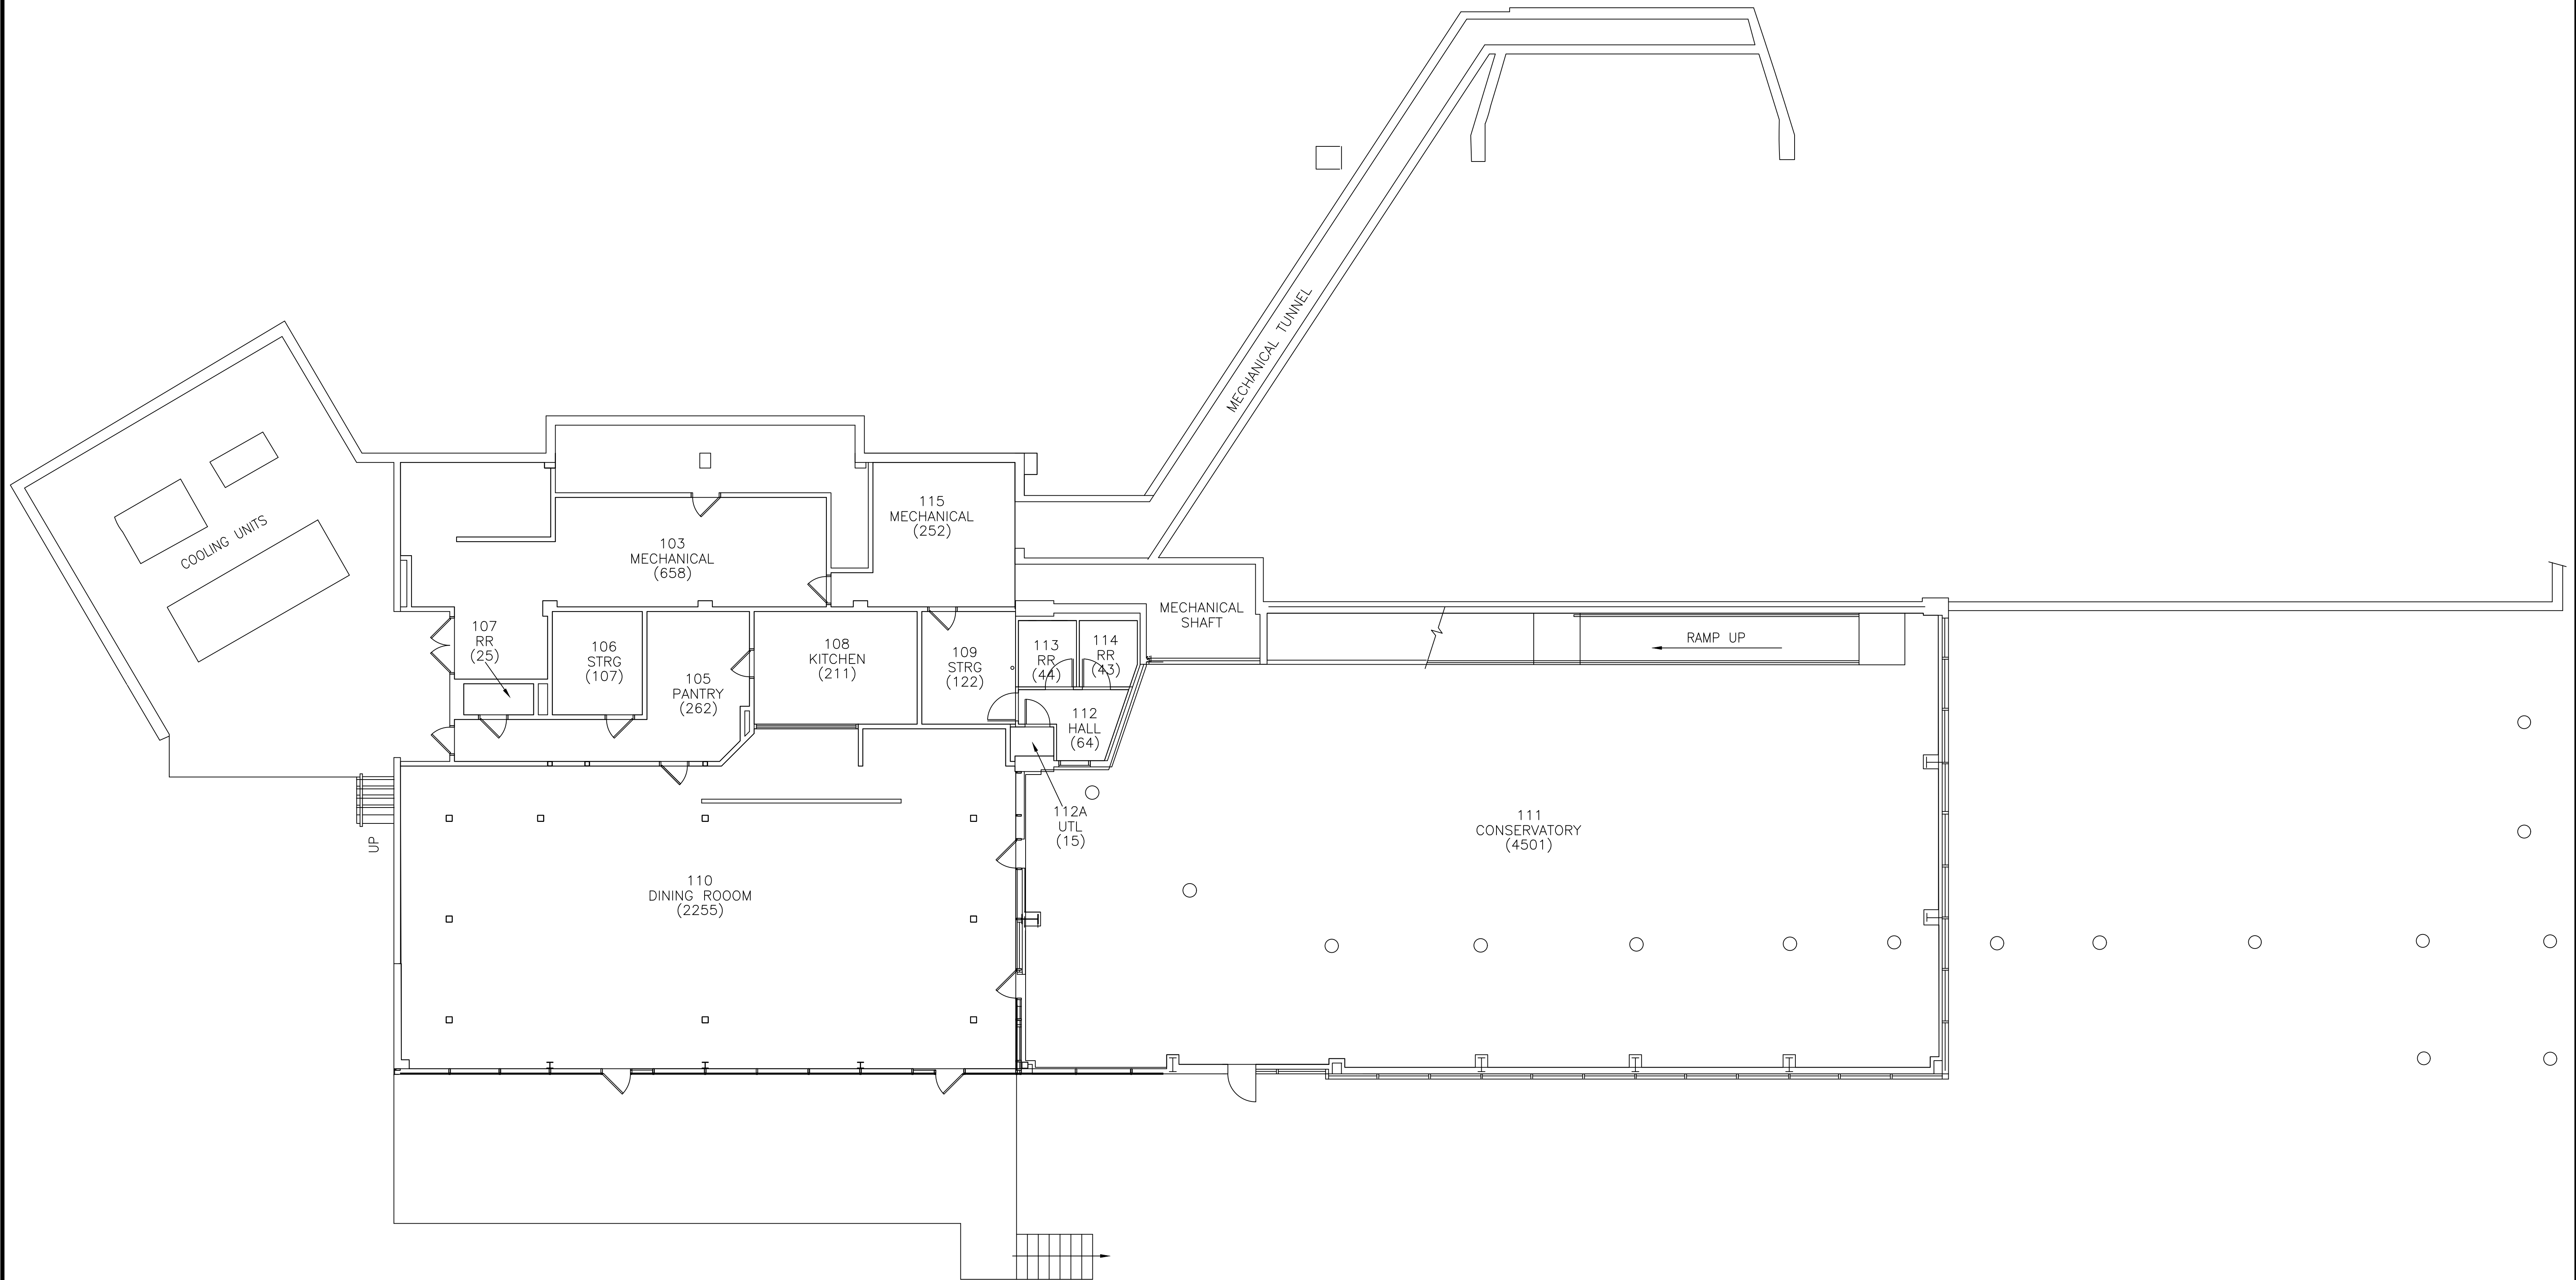 MECHANICAL TUNNEL
COOLING UNITS
115
MECHANICAL
(252)
103
MECHANICAL
(658)
MECHANICAL
SHAFT
RAMP UP
107
RR
(25)
106
STRG
(107)
105
PANTRY
(262)
108
KITCHEN
(211)
109
STRG
(122)
113
RR
(44)
114
RR
(43)
112
HALL
(64)
112A
UTL
(15)
111
CONSERVATORY
(4501)
UP
110
DINING ROOOM
(2255)